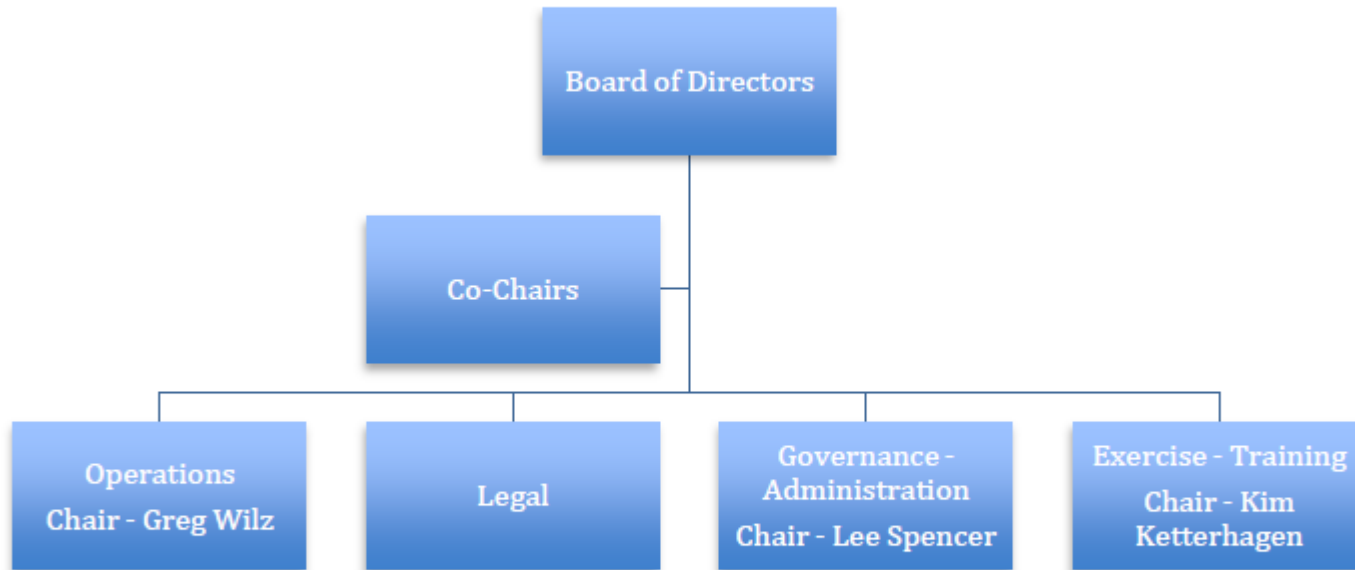 Board of Directors
Co-Chairs
Operations
Chair - Greg Wilz
Legal
Governance -
Administration
Chair - Lee Spencer
Exercise - Training
Chair - Kim
Ketterhagen